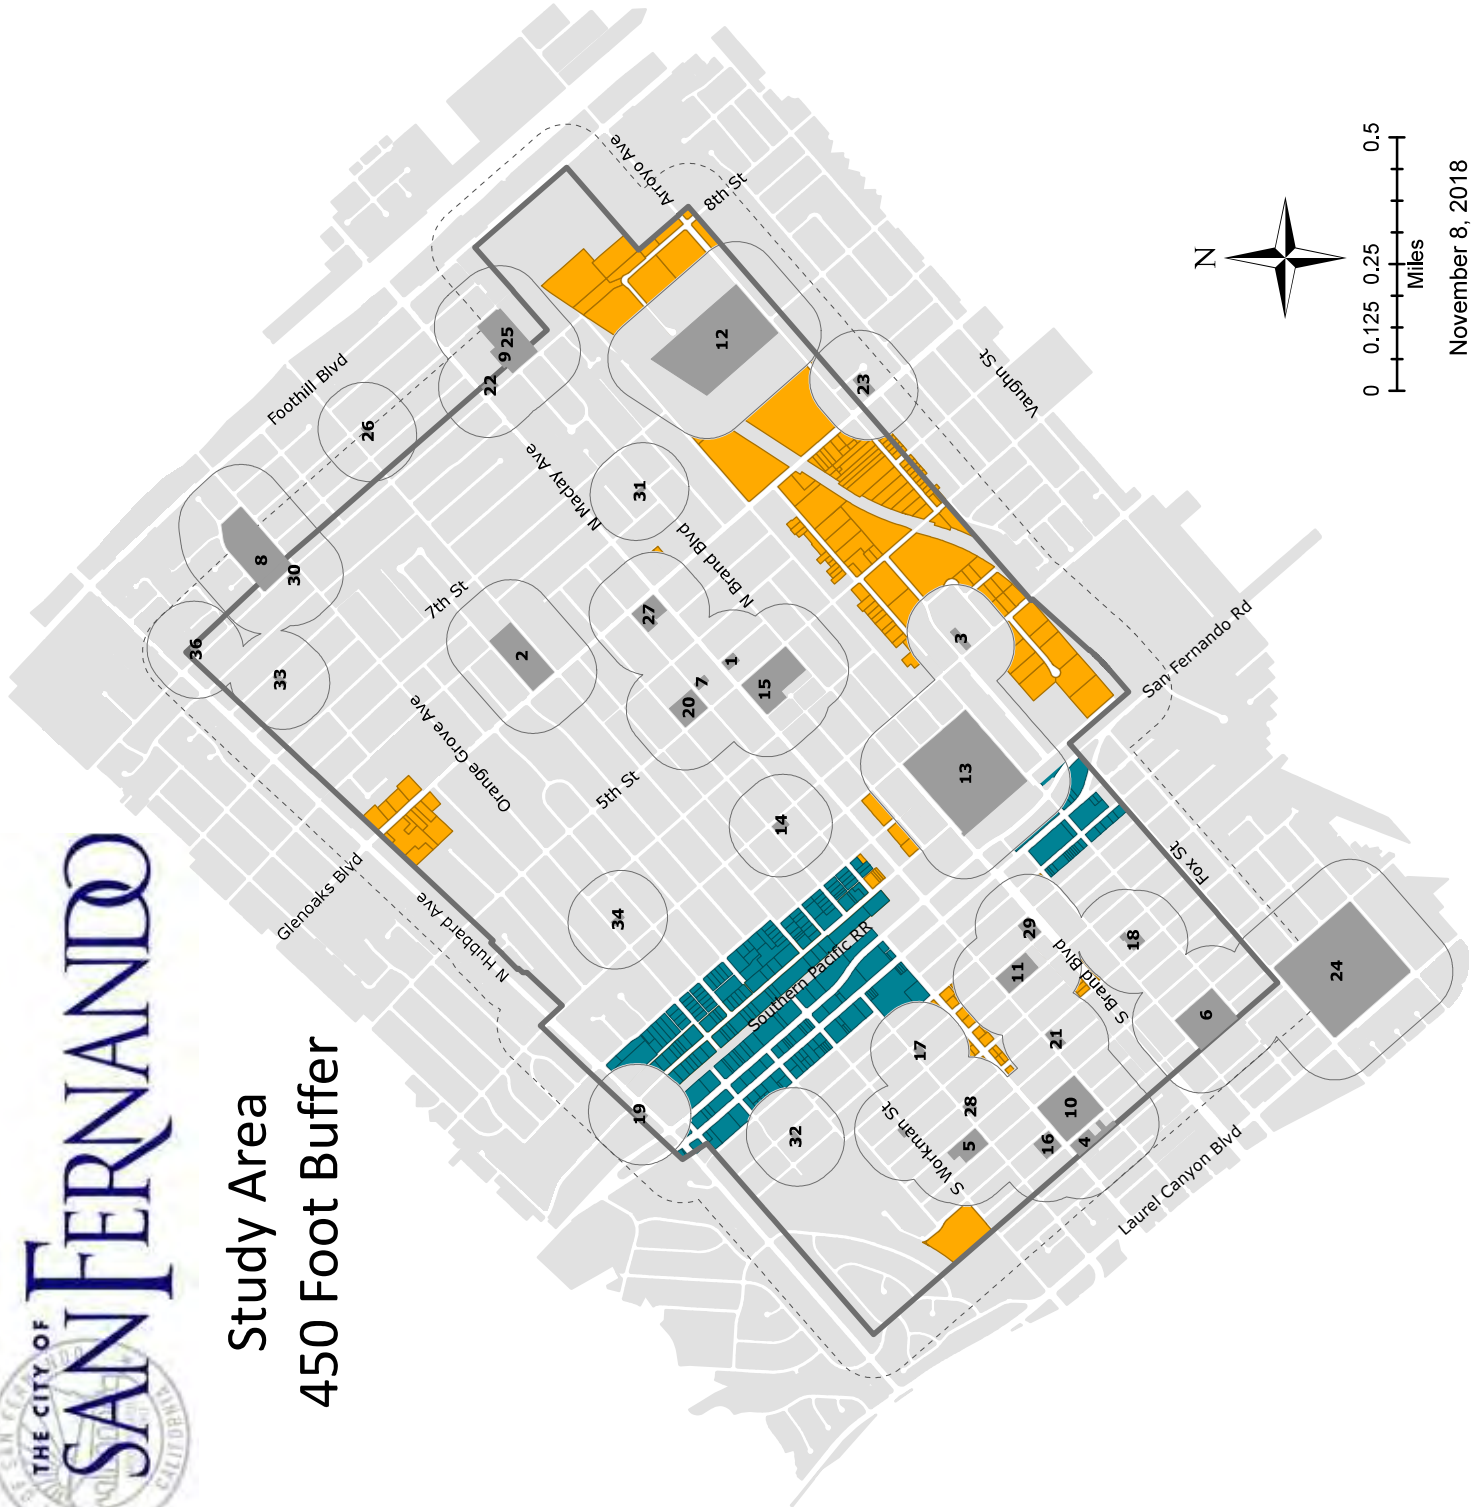 THE CITY OF
SAN FERNANDO
CALIFORNIA
Study Area
450 Foot Buffer
Foothill Blvd
Arroyo Ave
8th St
N Maclay Ave
N Brand Blvd
7th St
Orange Grove Ave
5th St
Glenoaks Blvd
N Hubbard Ave
Vaughn St
San Fernando Rd
Southern Pacific RR
Fox St
S Brand Blvd
S Workman St
Laurel Canyon Blvd
36
8
30
33
26
22
9
25
12
23
31
2
27
1
7
20
15
3
13
14
34
19
32
17
28
5
16
4
10
21
11
29
18
6
24
N
0 0.125 0.25 0.5
Miles
November 8, 2018